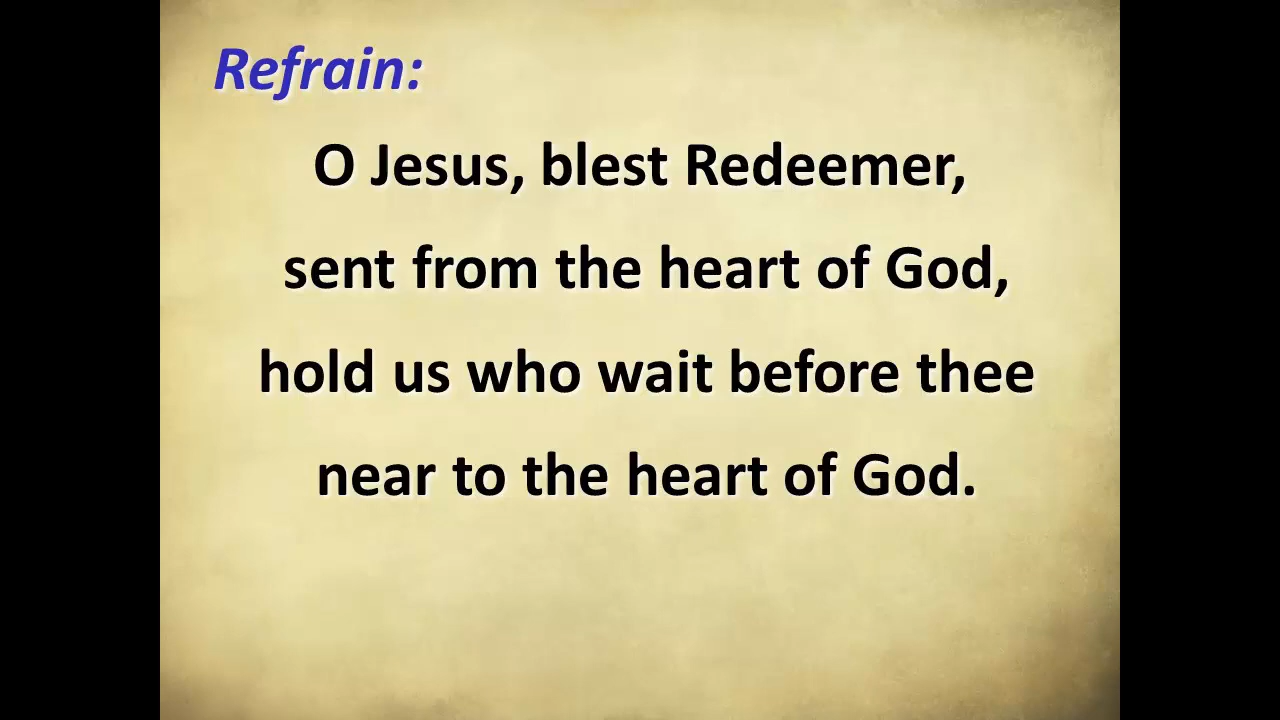 Refrain:
O Jesus, blest Redeemer,
sent from the heart of God,
hold us who wait before thee
near to the heart of God.